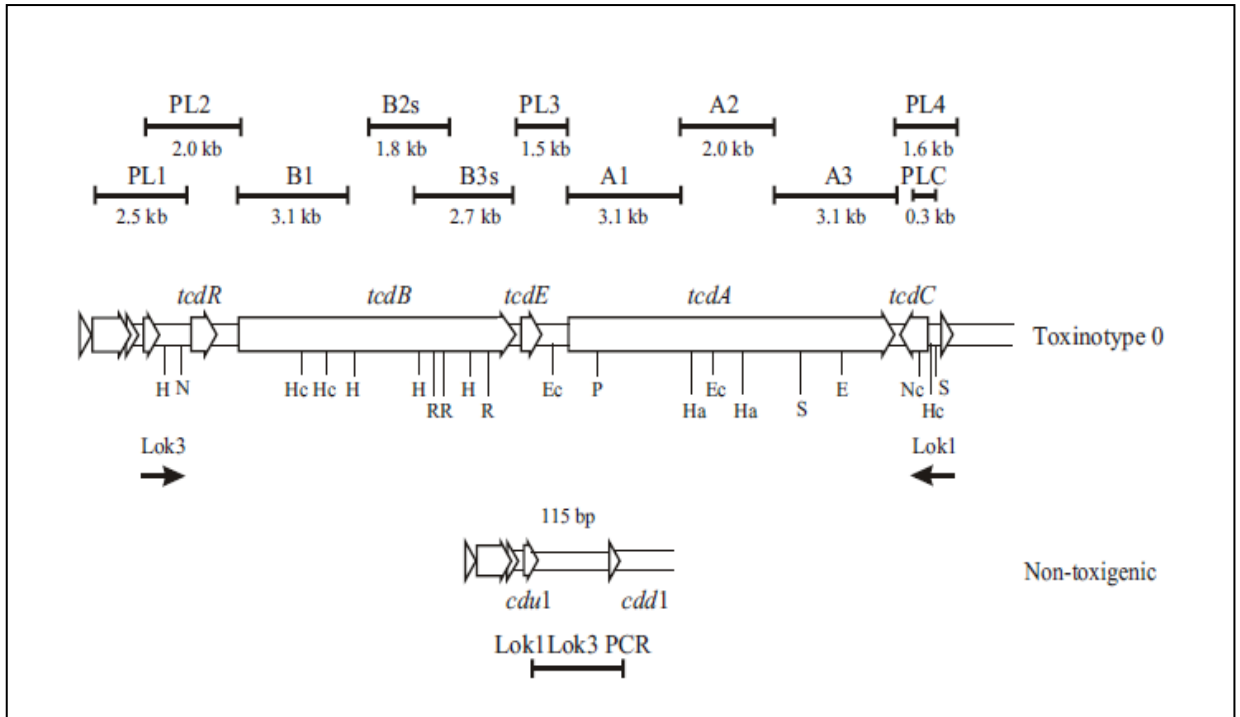 PL2 B2s PL3 A2 PL4
2.0 kb 1.8 kb 1.5 kb 2.0 kb 1.6 kb
PL1 B1 B3s A1 A3 PLC
2.5 kb 3.1 kb 2.7 kb 3.1 kb 3.1 kb 0.3 kb
tcdR tcdB tcdE tcdA tcdC
Toxinotype 0
H N Hc Hc H H H Ec P Ec E Nc S
RR R Ha Ha S Hc
Lok3 Lok1
115 bp
Non-toxigenic
cdu1 cdd1
Lok1Lok3 PCR